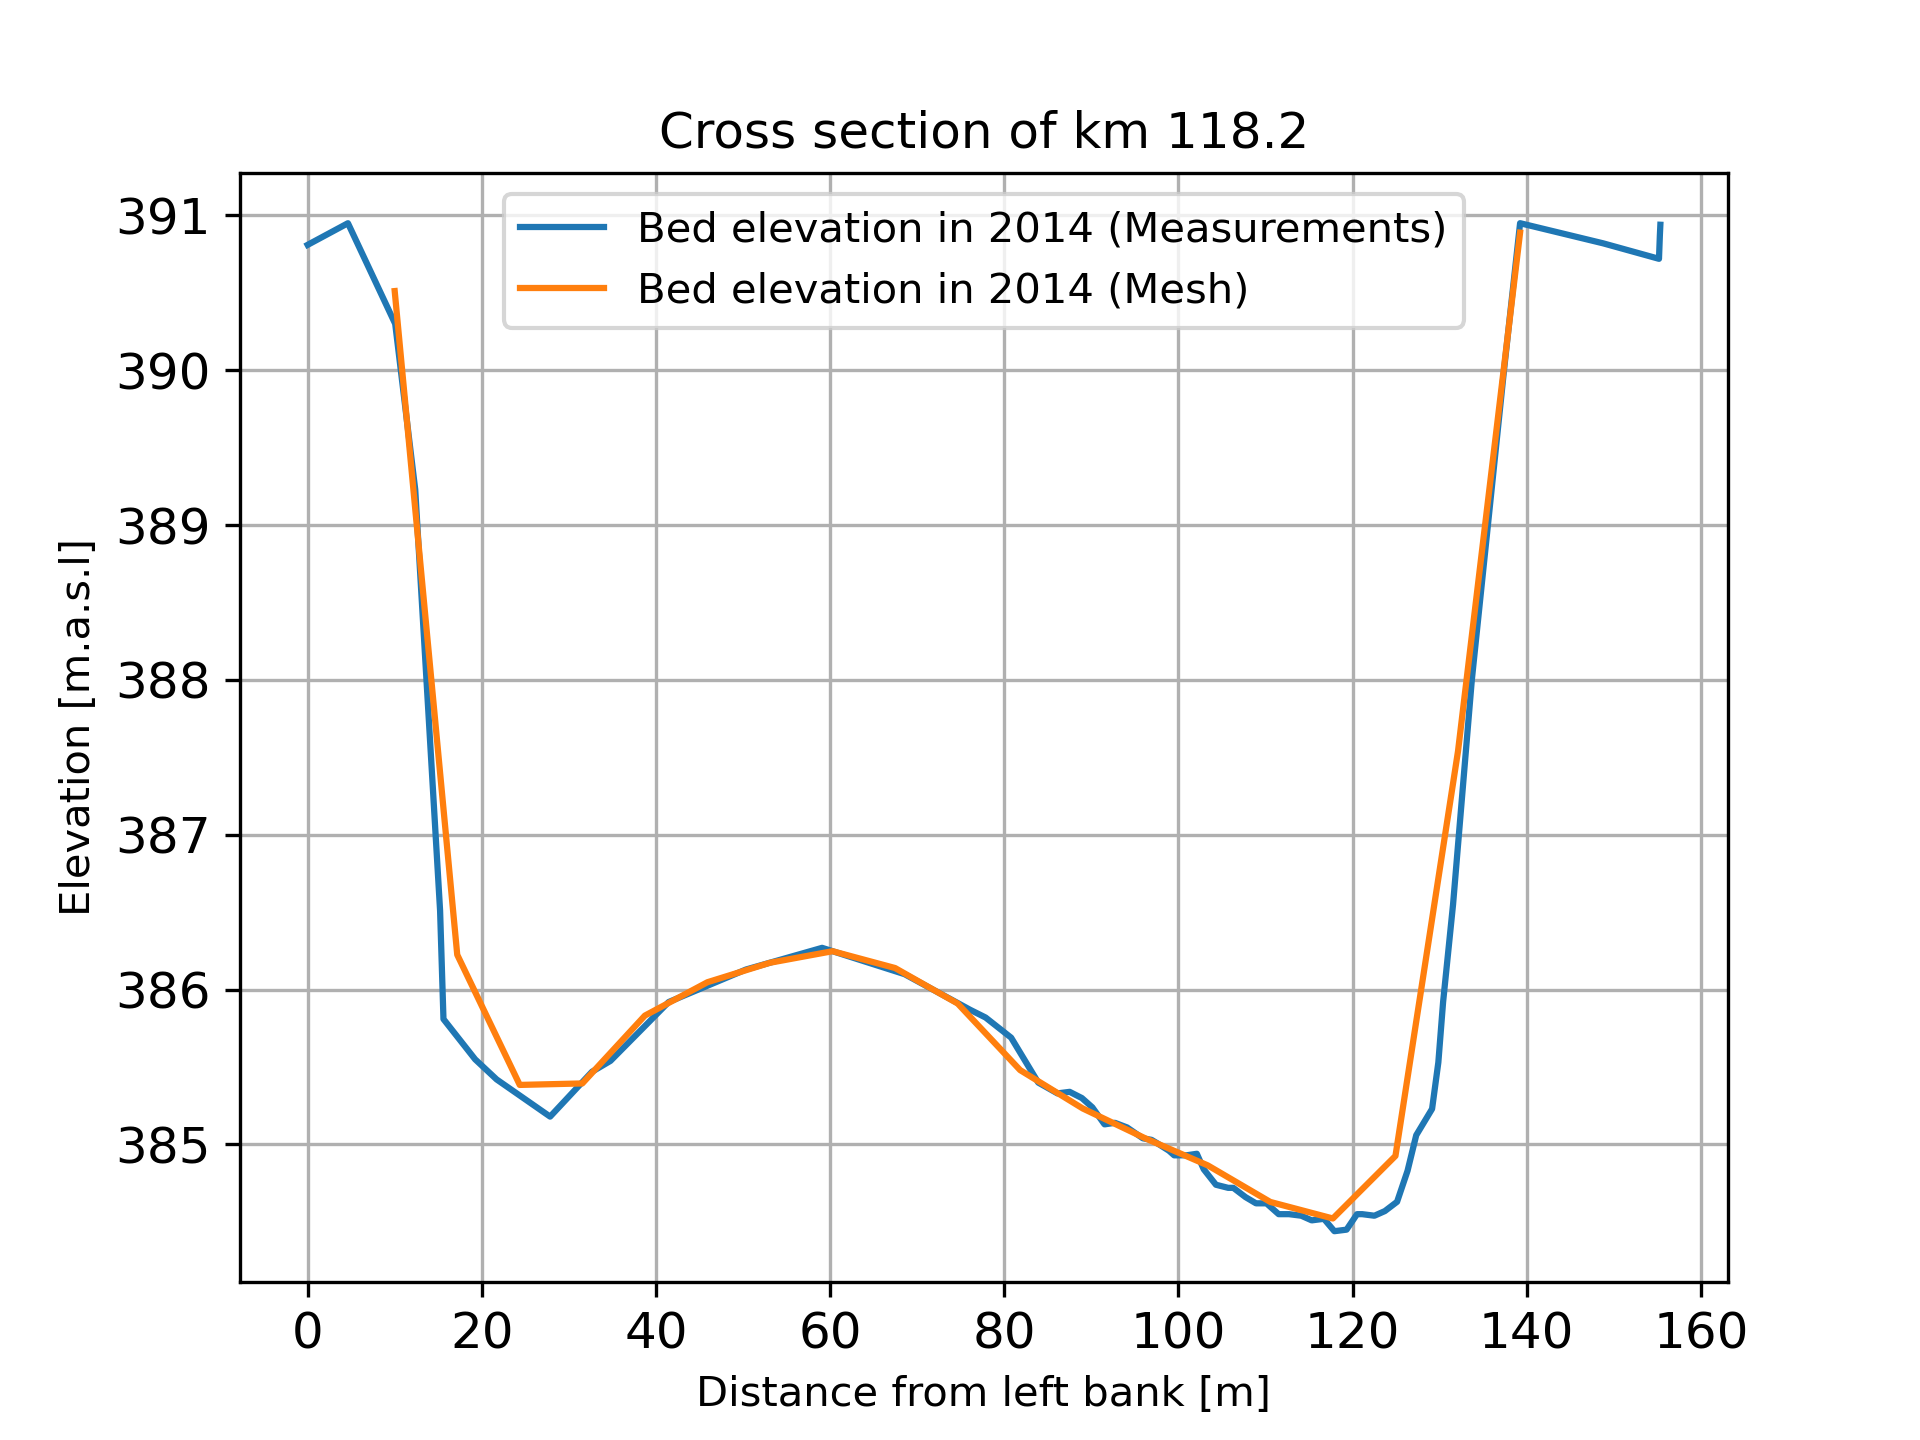 Cross section of km 118.2
Bed elevation in 2014 (Measurements)
Bed elevation in 2014 (Mesh)
Elevation [m.a.s.l]
391
390
389
388
387
386
385
0 20 40 60 80 100 120 140 160
Distance from left bank [m]